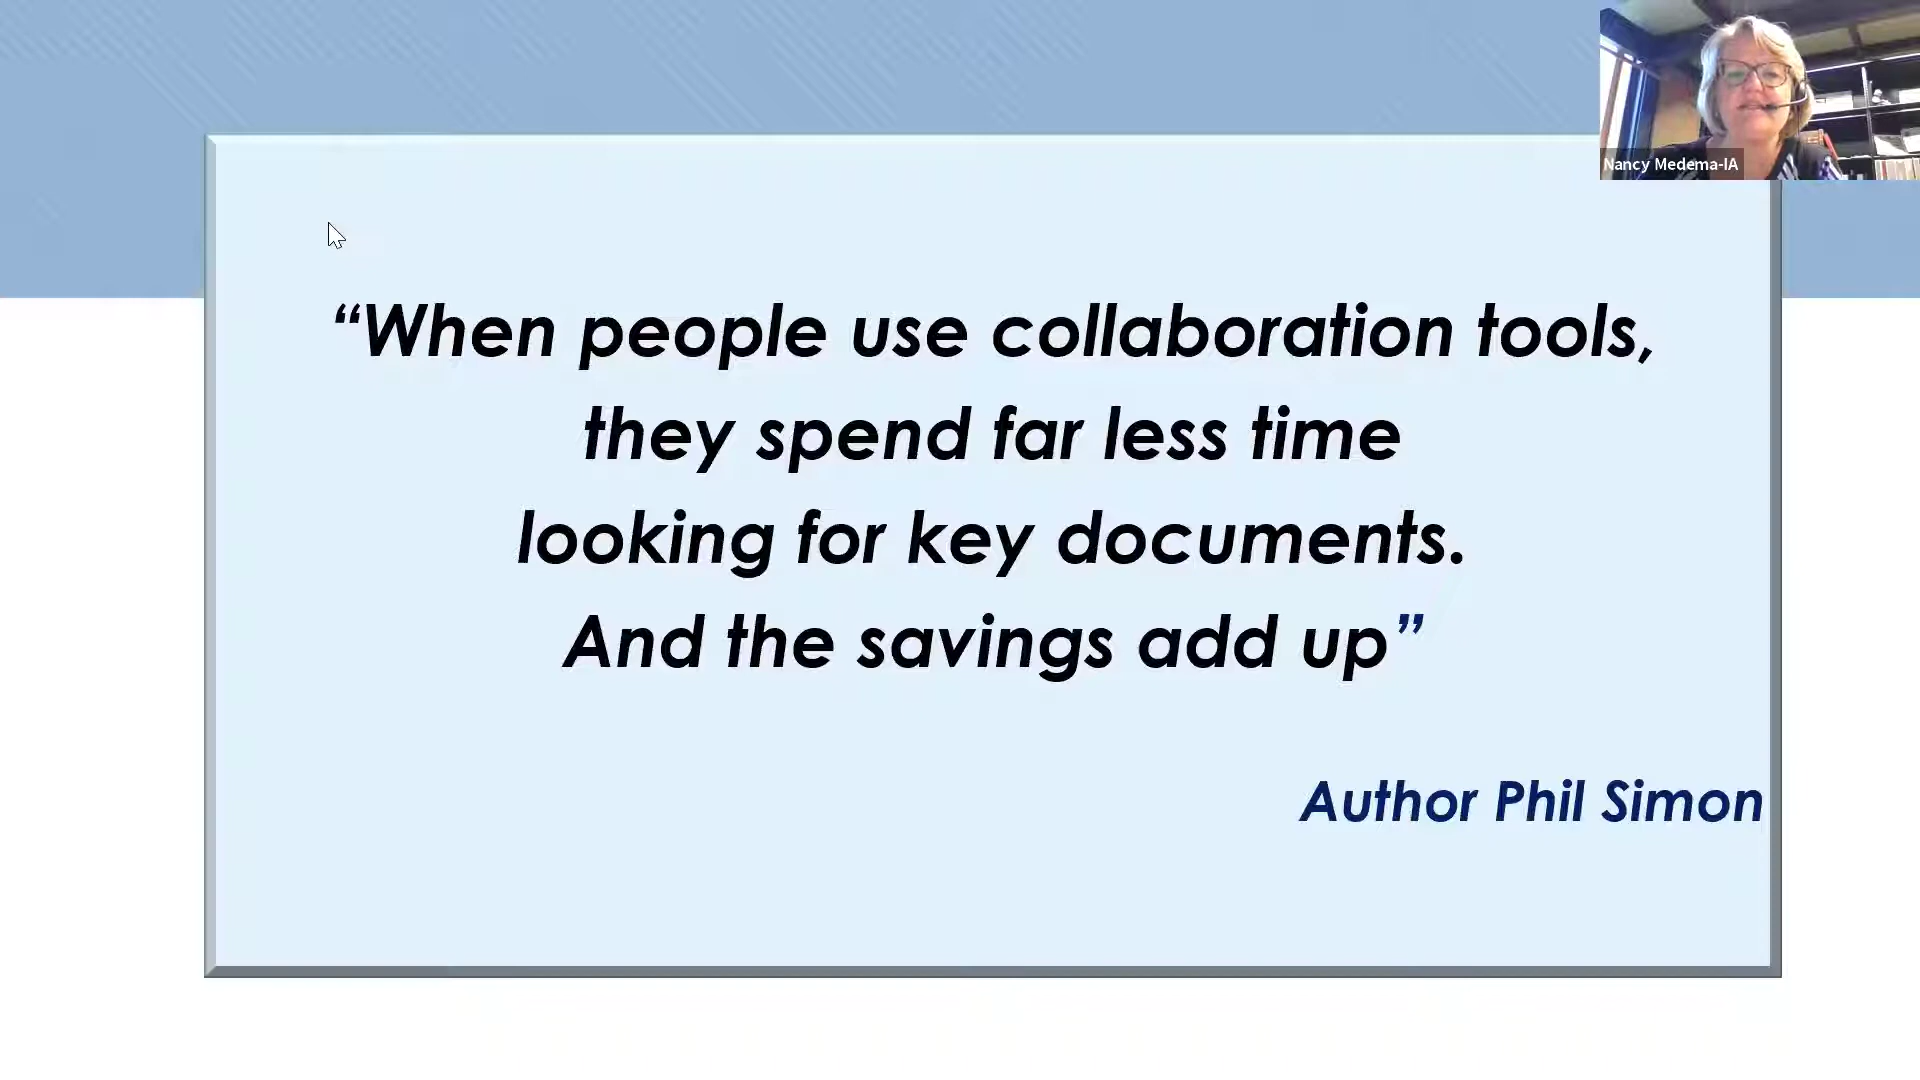 Nancy Medema-IA
“When people use collaboration tools,
they spend far less time
looking for key documents.
And the savings add up”
Author Phil Simon